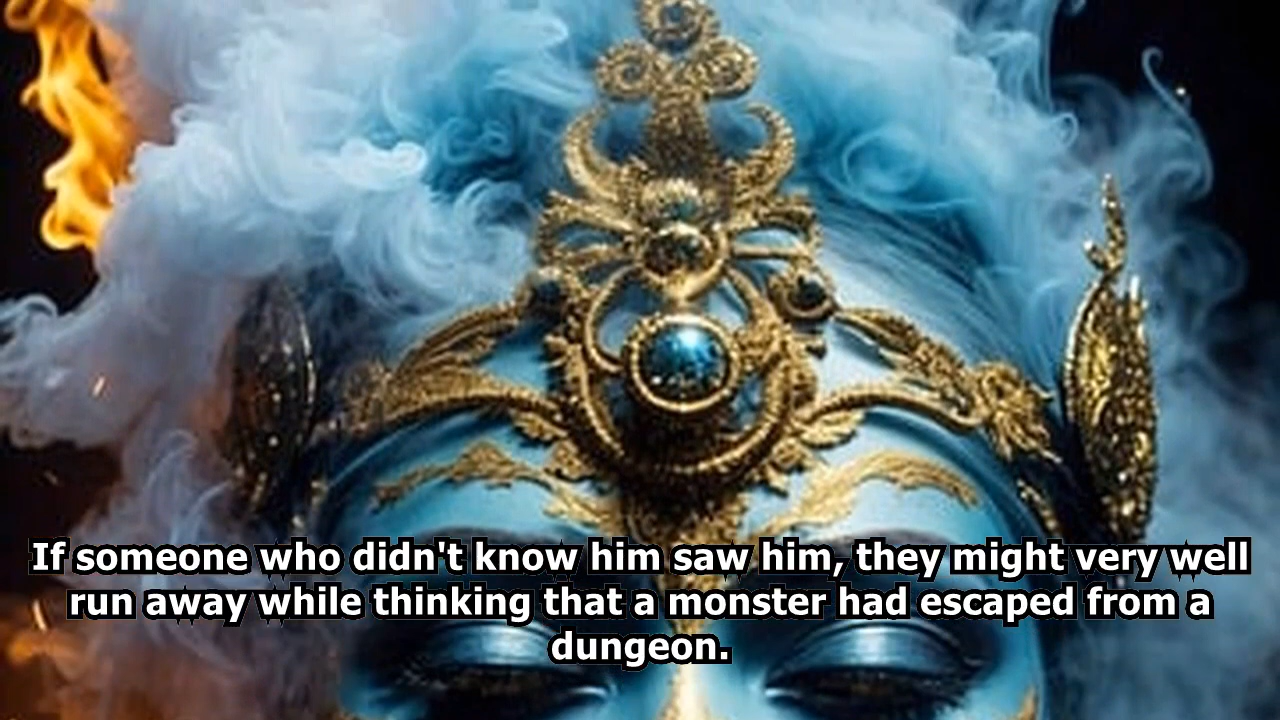 If someone who didn't know him saw him, they might very well
run away while thinking that a monster had escaped from a
dungeon.